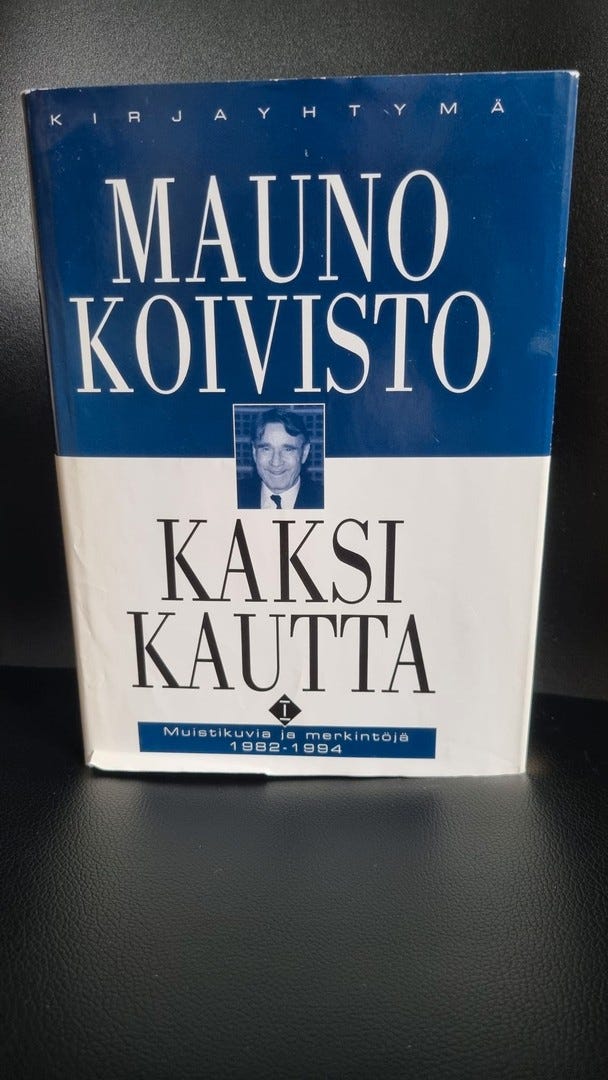 KIRJAYHTYMÄ
MAUNO
KOIVISTO
KAKSI
KAUTTA
I
Muistikuvia ja merkintöjä
1982-1994